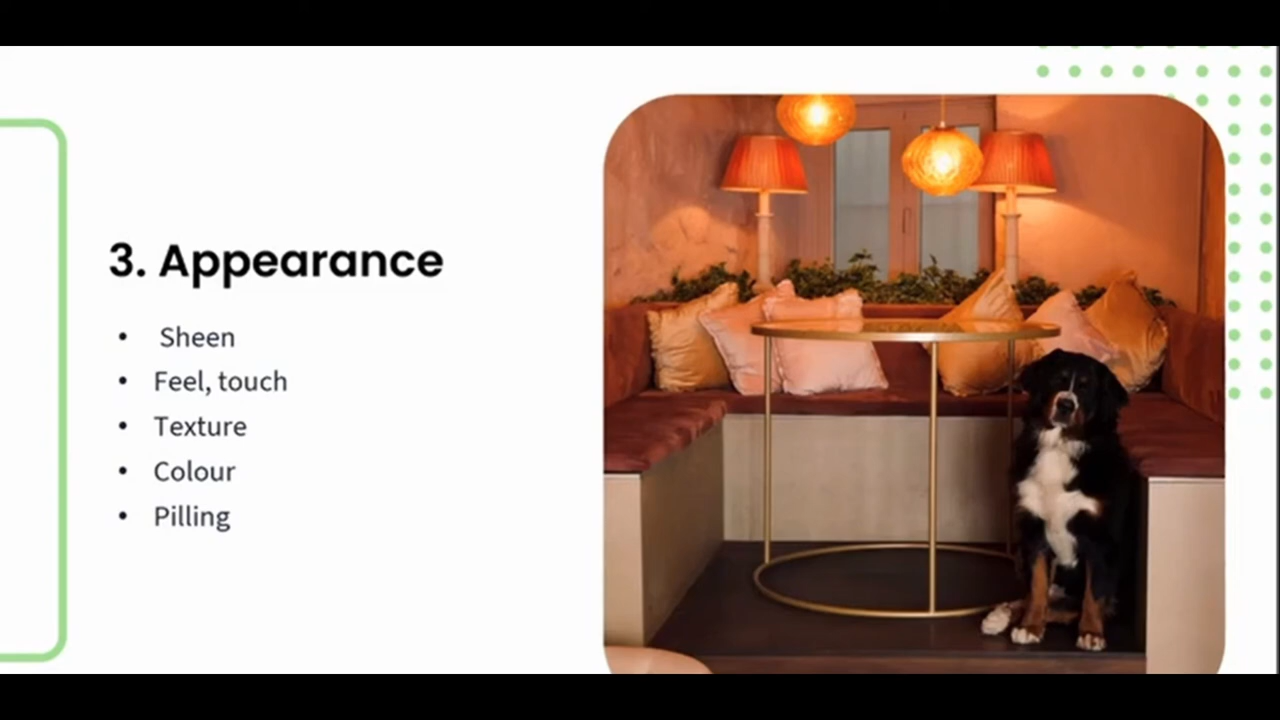 3. Appearance
• Sheen
• Feel, touch
• Texture
• Colour
• Pilling